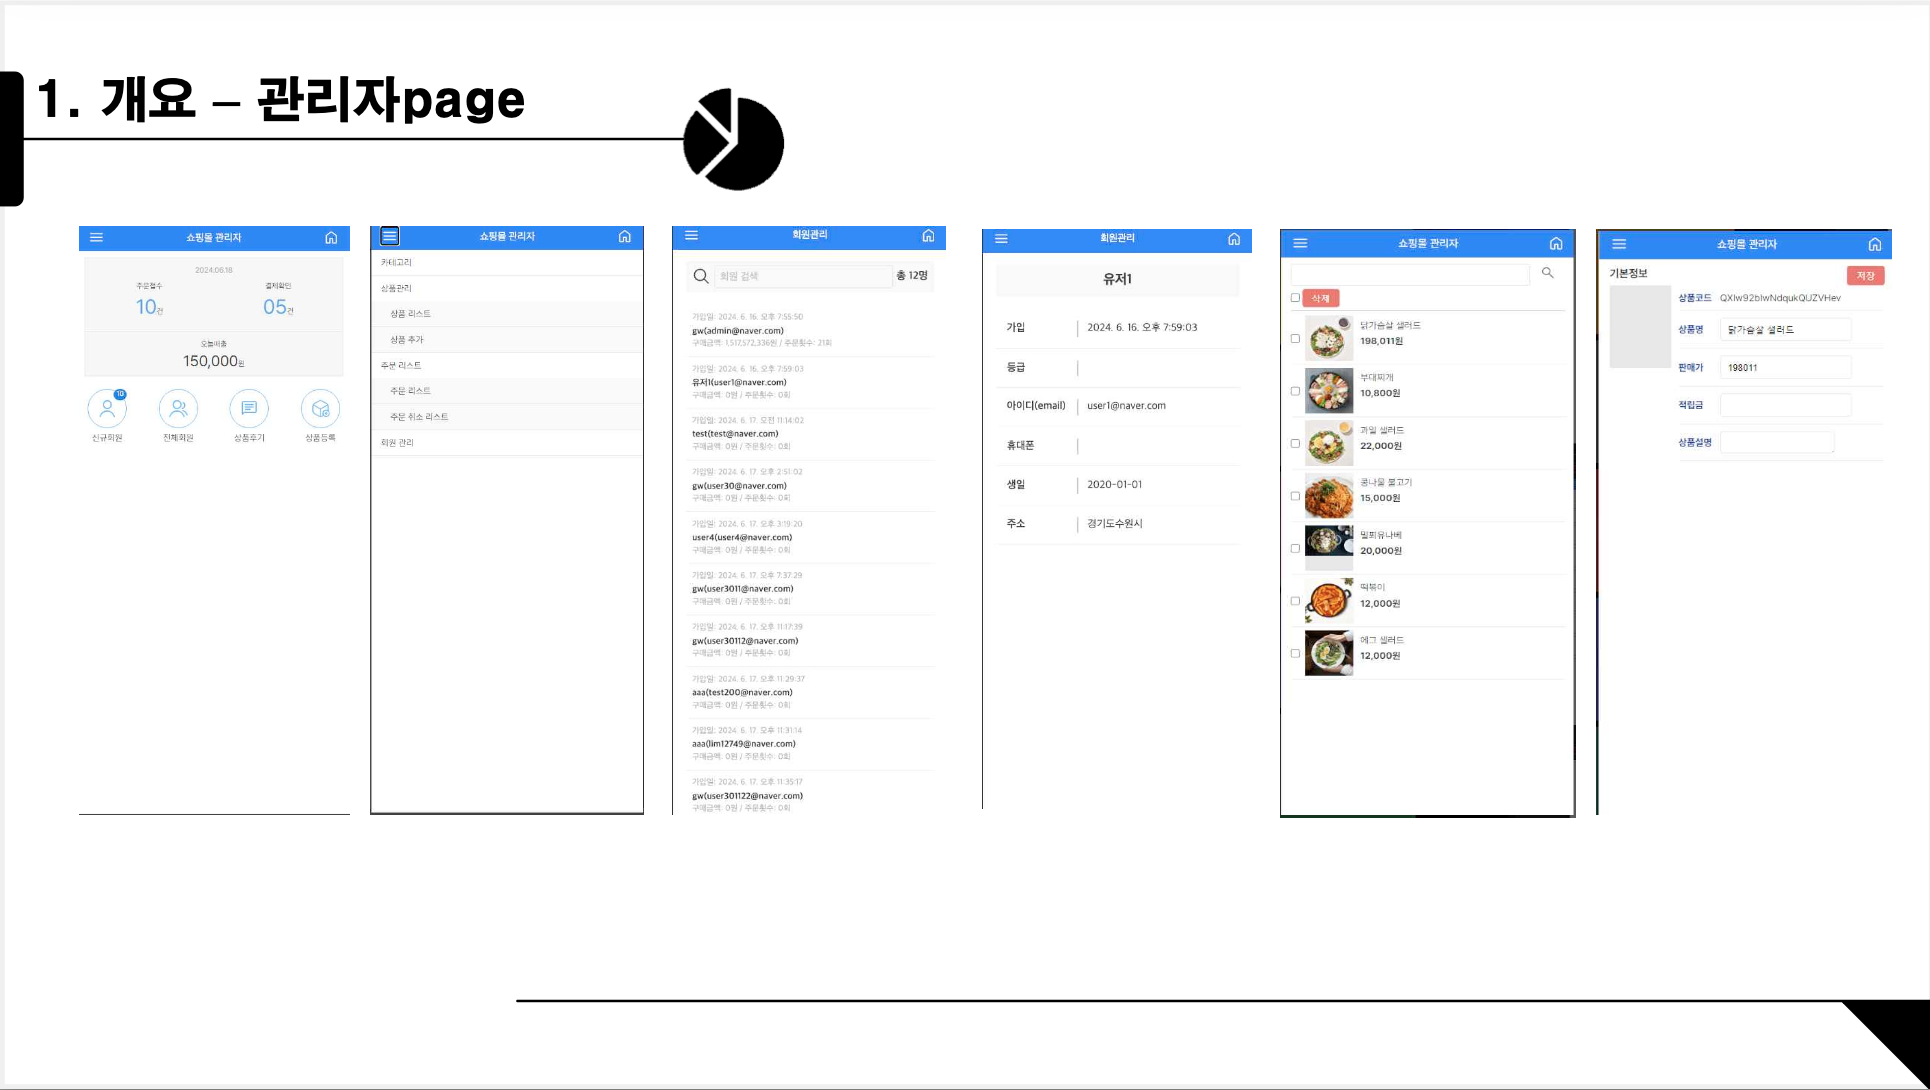 1. 개요 – 관리자page
쇼핑몰 관리자
2024.06.18
주문접수
결제확인
10건
05건
오늘매출
150,000원
10
신규회원
전체회원
상품후기
상품등록
쇼핑몰 관리자
카테고리
상품관리
상품 리스트
상품 추가
주문 리스트
주문 리스트
주문 취소 리스트
회원 관리
회원관리
회원 검색
총 12명
가입일: 2024. 6. 16. 오후 7:55:50
gw(admin@naver.com)
구매금액: 1,517,572,336원 / 주문횟수: 21회
가입일: 2024. 6. 16. 오후 7:59:03
유저1(user1@naver.com)
구매금액: 0원 / 주문횟수: 0회
가입일: 2024. 6. 17. 오전 11:14:02
test(test@naver.com)
구매금액: 0원 / 주문횟수: 0회
가입일: 2024. 6. 17. 오후 2:51:02
gw(user30@naver.com)
구매금액: 0원 / 주문횟수: 0회
가입일: 2024. 6. 17. 오후 3:19:20
user4(user4@naver.com)
구매금액: 0원 / 주문횟수: 0회
가입일: 2024. 6. 17. 오후 7:37:29
gw(user3011@naver.com)
구매금액: 0원 / 주문횟수: 0회
가입일: 2024. 6. 17. 오후 11:17:39
gw(user30112@naver.com)
구매금액: 0원 / 주문횟수: 0회
가입일: 2024. 6. 17. 오후 11:29:37
aaa(test200@naver.com)
구매금액: 0원 / 주문횟수: 0회
가입일: 2024. 6. 17. 오후 11:31:14
aaa(lim12749@naver.com)
구매금액: 0원 / 주문횟수: 0회
가입일: 2024. 6. 17. 오후 11:35:17
gw(user301122@naver.com)
구매금액: 0원 / 주문횟수: 0회
회원관리
유저1
가입 2024. 6. 16. 오후 7:59:03
등급
아이디(email) user1@naver.com
휴대폰
생일 2020-01-01
주소 경기도수원시
쇼핑몰 관리자
삭제
닭가슴살 샐러드
198,011원
부대찌개
10,800원
과일 샐러드
22,000원
콩나물 불고기
15,000원
밀푀유나베
20,000원
떡볶이
12,000원
에그 샐러드
12,000원
쇼핑몰 관리자
기본정보
저장
상품코드 QXIw92bIwNdqukQUZVHev
상품명 닭가슴살 샐러드
판매가 198011
적립금
상품설명